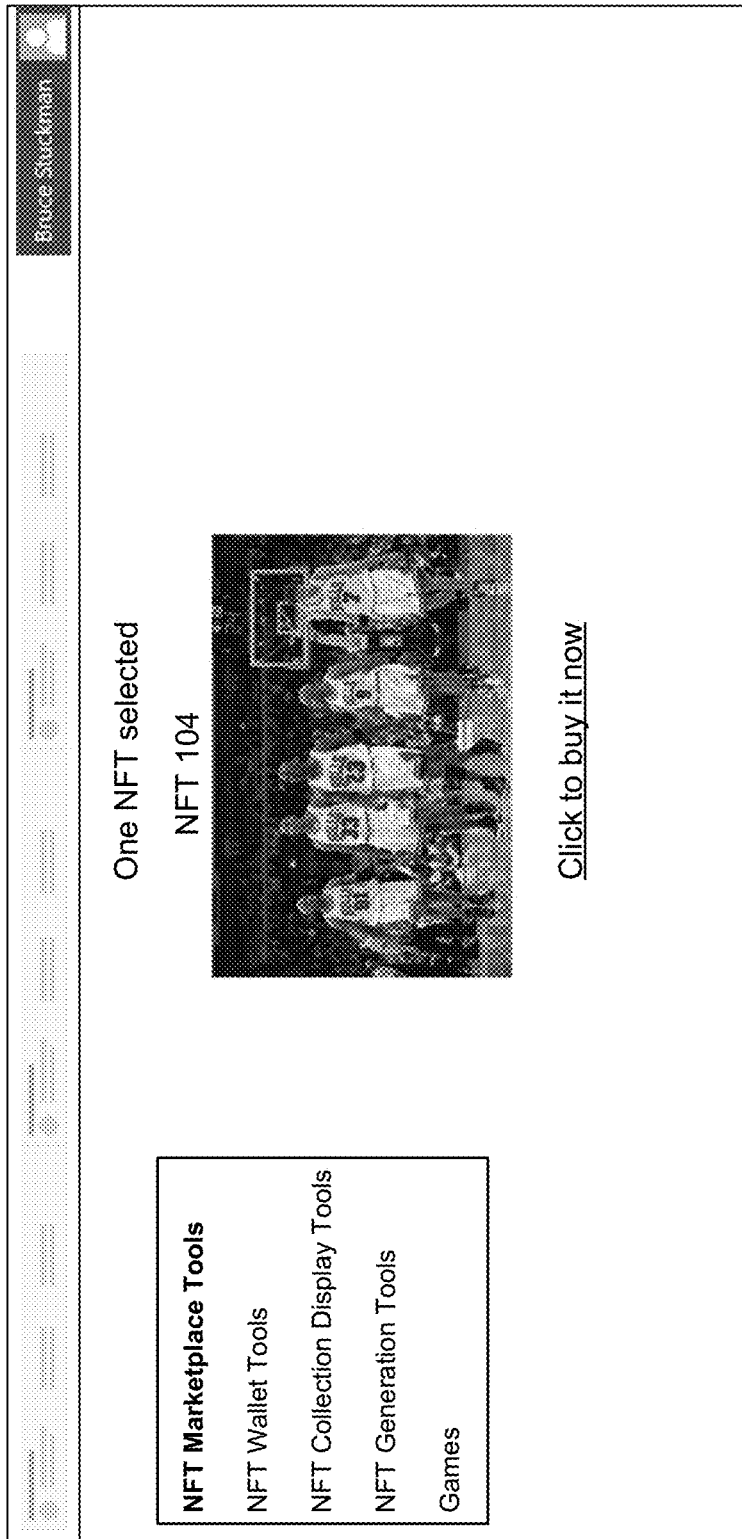 Bruce Stuckman
One NFT selected
NFT 104
NFT Marketplace Tools
NFT Wallet Tools
NFT Collection Display Tools
NFT Generation Tools
Games
Click to buy it now